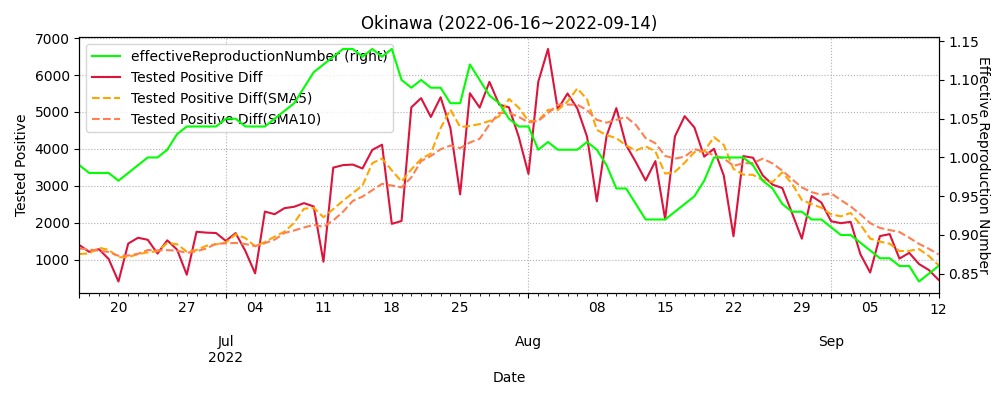 Okinawa (2022-06-16~2022-09-14)
effectiveReproductionNumber (right)
Tested Positive Diff
Tested Positive Diff(SMA5)
Tested Positive Diff(SMA10)
Tested Positive
7000
6000
5000
4000
3000
2000
1000
1.15
1.10
1.05
1.00
0.95
0.90
0.85
Effective Reproduction Number
20 27 04 11 18 25 08 15 22 29 05 12
Jul Aug Sep
2022
Date